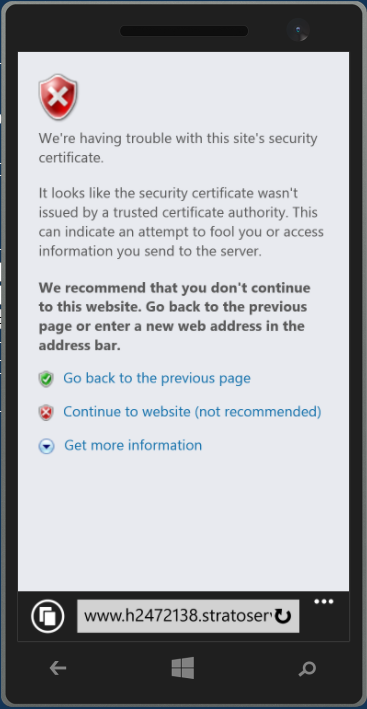 We're having trouble with this site's security
certificate.
It looks like the security certificate wasn't
issued by a trusted certificate authority. This
can indicate an attempt to fool you or access
information you send to the server.
We recommend that you don't continue
to this website. Go back to the previous
page or enter a new web address in the
address bar.
Go back to the previous page
Continue to website (not recommended)
Get more information
www.h2472138.stratoser